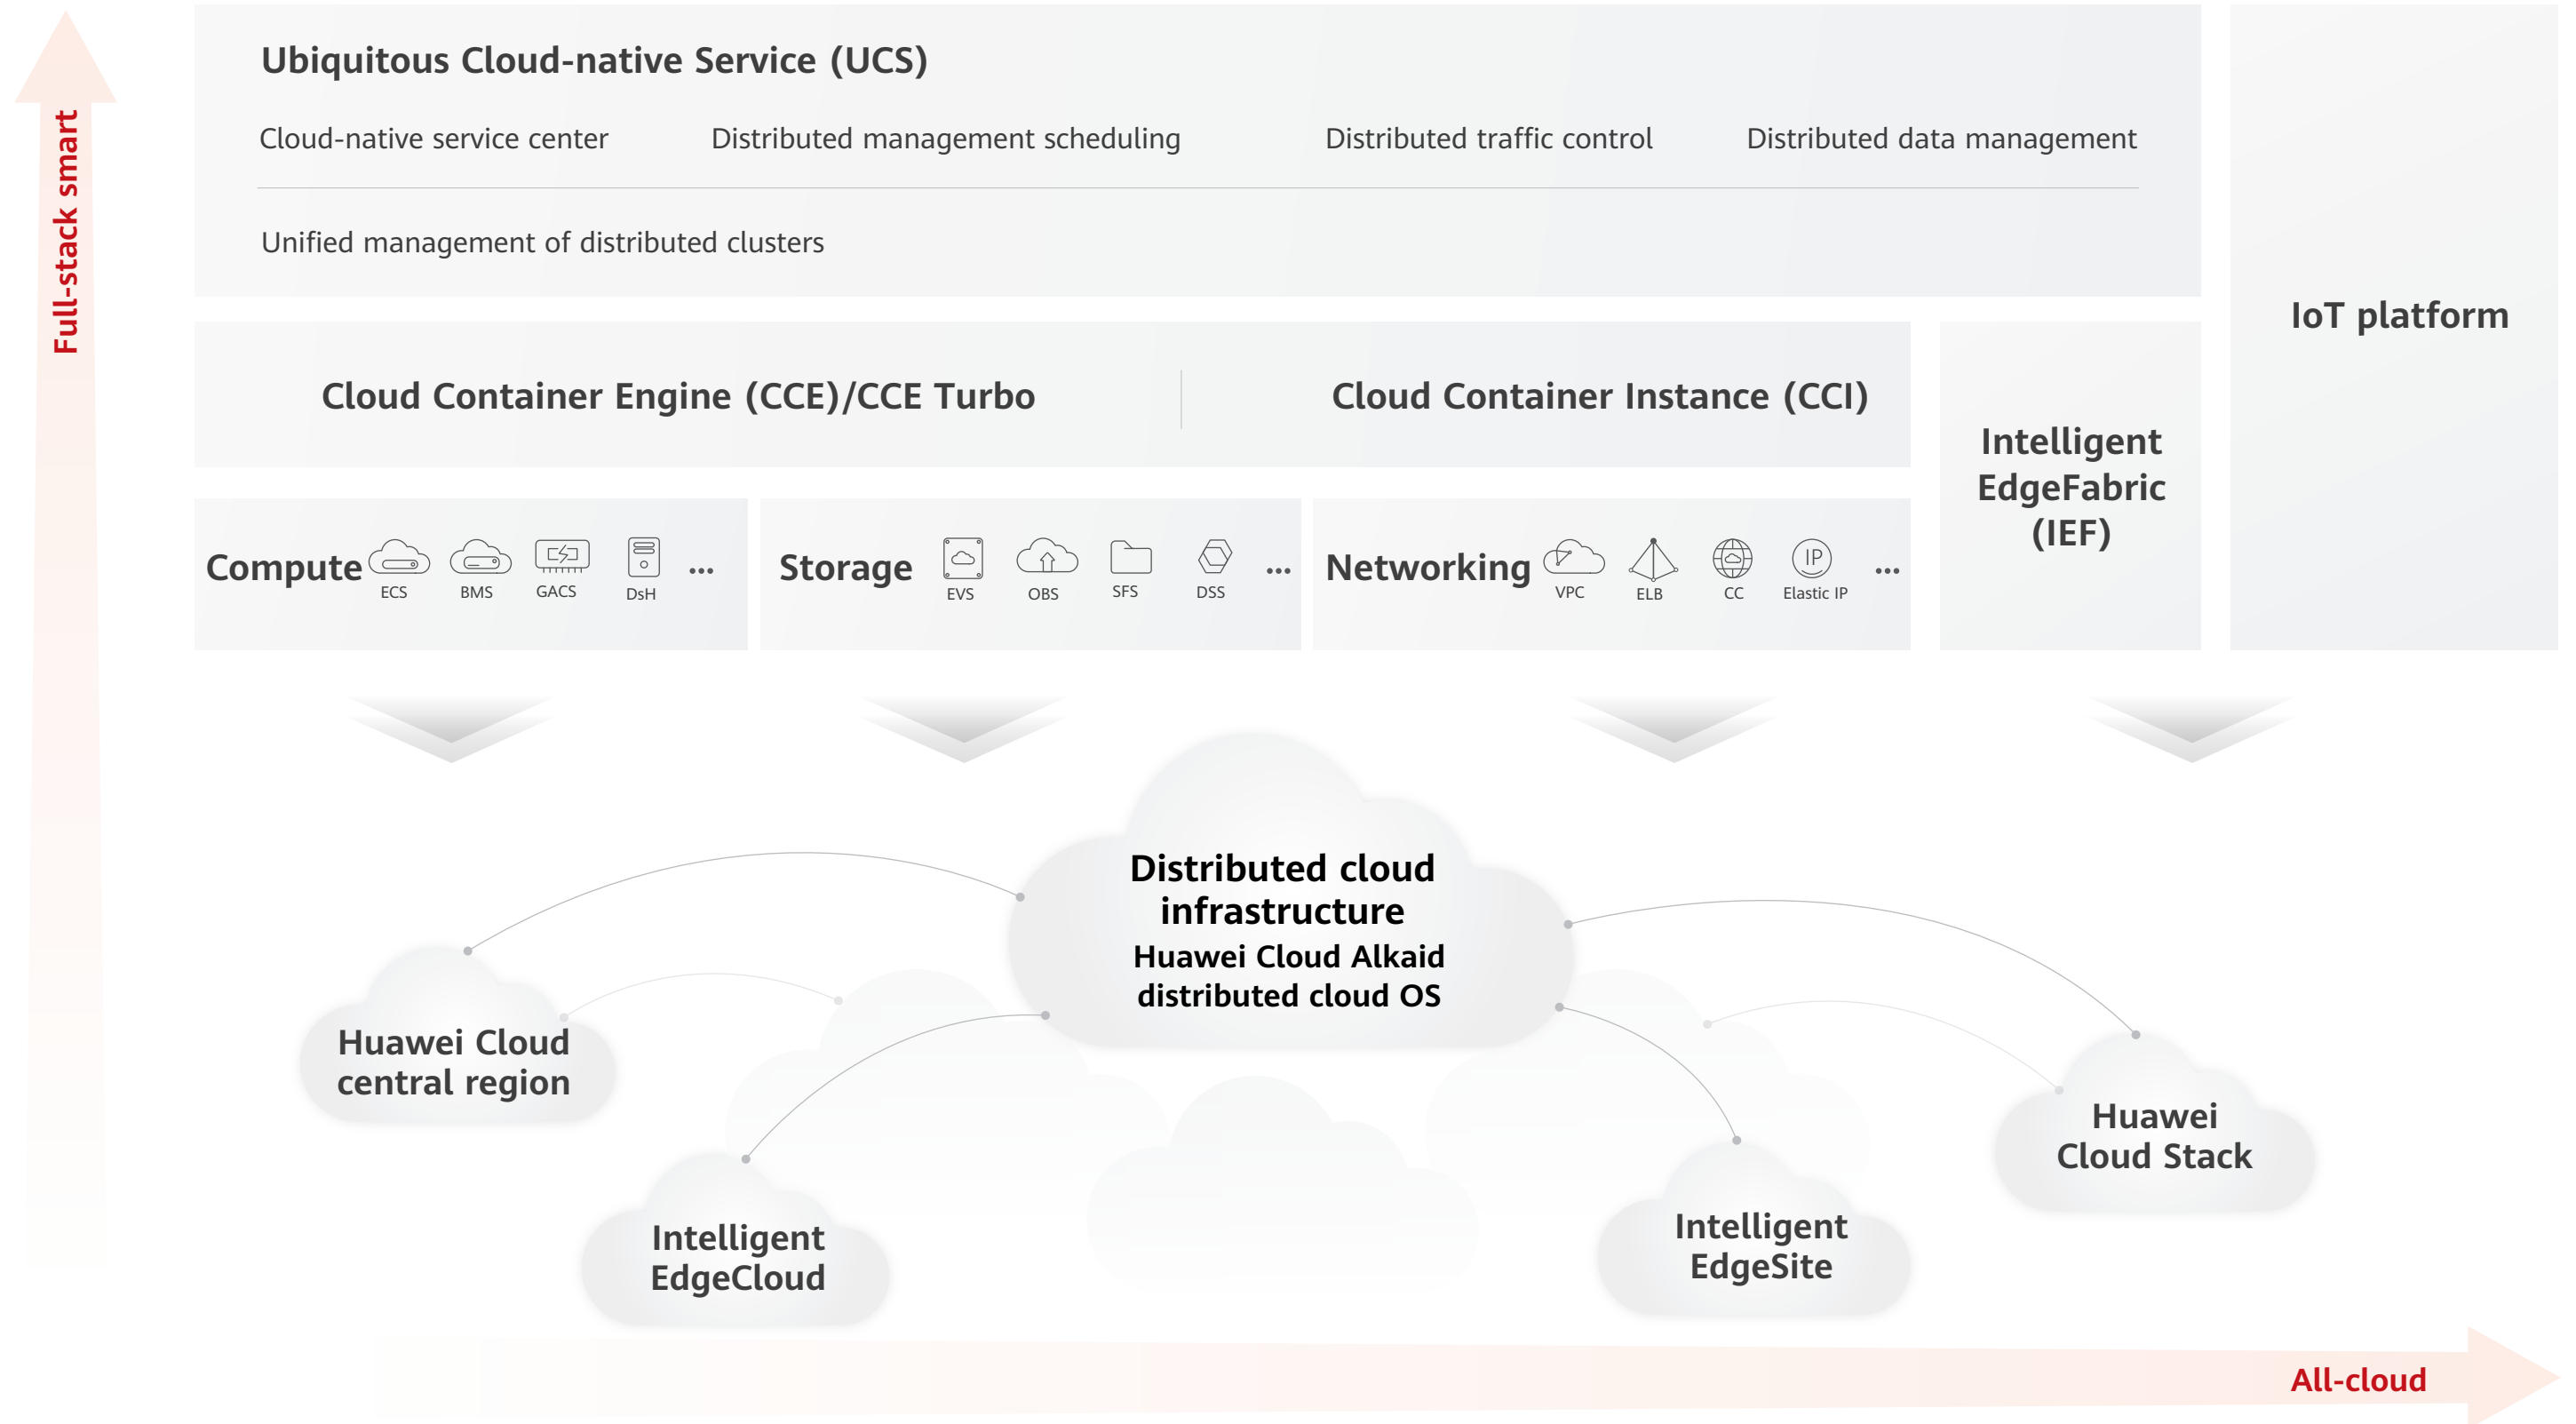 Full-stack smart
Ubiquitous Cloud-native Service (UCS)
Cloud-native service center
Distributed management scheduling
Distributed traffic control
Distributed data management
Unified management of distributed clusters
IoT platform
Cloud Container Engine (CCE)/CCE Turbo
Cloud Container Instance (CCI)
Intelligent
EdgeFabric
(IEF)
Compute
ECS
BMS
GACS
DsH
...
Storage
EVS
OBS
SFS
DSS
...
Networking
VPC
ELB
CC
IP
Elastic IP
...
Distributed cloud
infrastructure
Huawei Cloud Alkaid
distributed cloud OS
Huawei Cloud
central region
Intelligent
EdgeCloud
Intelligent
EdgeSite
Huawei
Cloud Stack
All-cloud